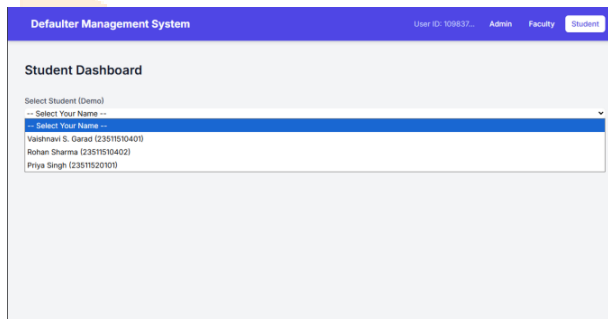 Defaulter Management System
User ID: 109837... Admin Faculty Student
Student Dashboard
Select Student (Demo)
-- Select Your Name --
-- Select Your Name --
Vaishnavi S. Garad (23511510401)
Rohan Sharma (23511510402)
Priya Singh (23511520101)